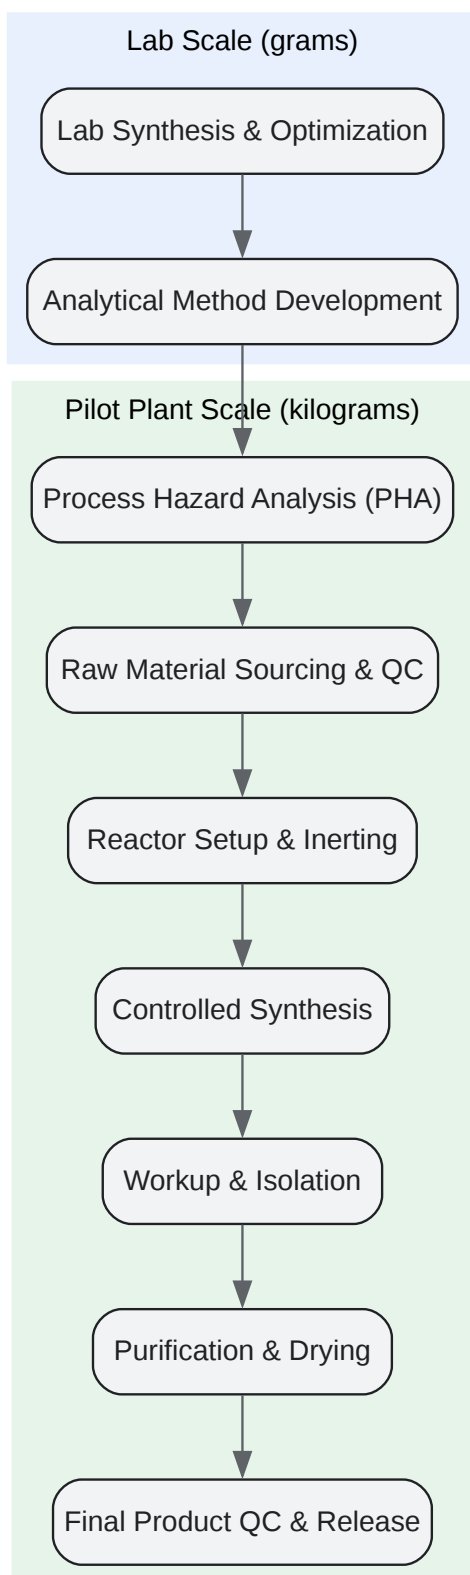 Lab Scale (grams)
Lab Synthesis & Optimization
Analytical Method Development
Pilot Plant Scale (kilograms)
Process Hazard Analysis (PHA)
Raw Material Sourcing & QC
Reactor Setup & Inerting
Controlled Synthesis
Workup & Isolation
Purification & Drying
Final Product QC & Release